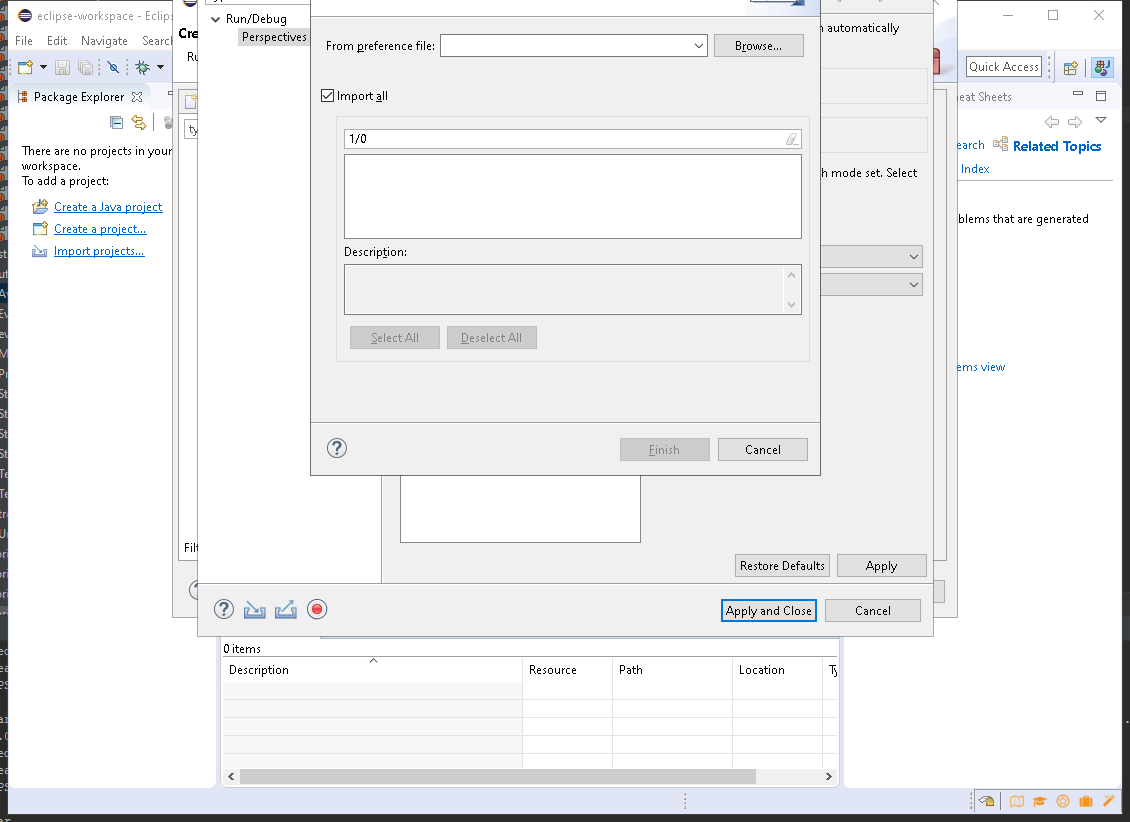 eclipse-workspace - Eclips
File Edit Navigate Search
Quick Access
Package Explorer
There are no projects in your
workspace.
To add a project:
Create a Java project
Create a project...
Import projects...
Cre
Ru
Run/Debug
Perspectives
From preference file:
Browse...
Import all
1/0
Description:
Select All
Deselect All
Finish
Cancel
automatically
h mode set. Select
Restore Defaults
Apply
Apply and Close
Cancel
eat Sheets
earch
Related Topics
Index
blems that are generated
ems view
ty
Filt
0 items
Description Resource Path Location Ty